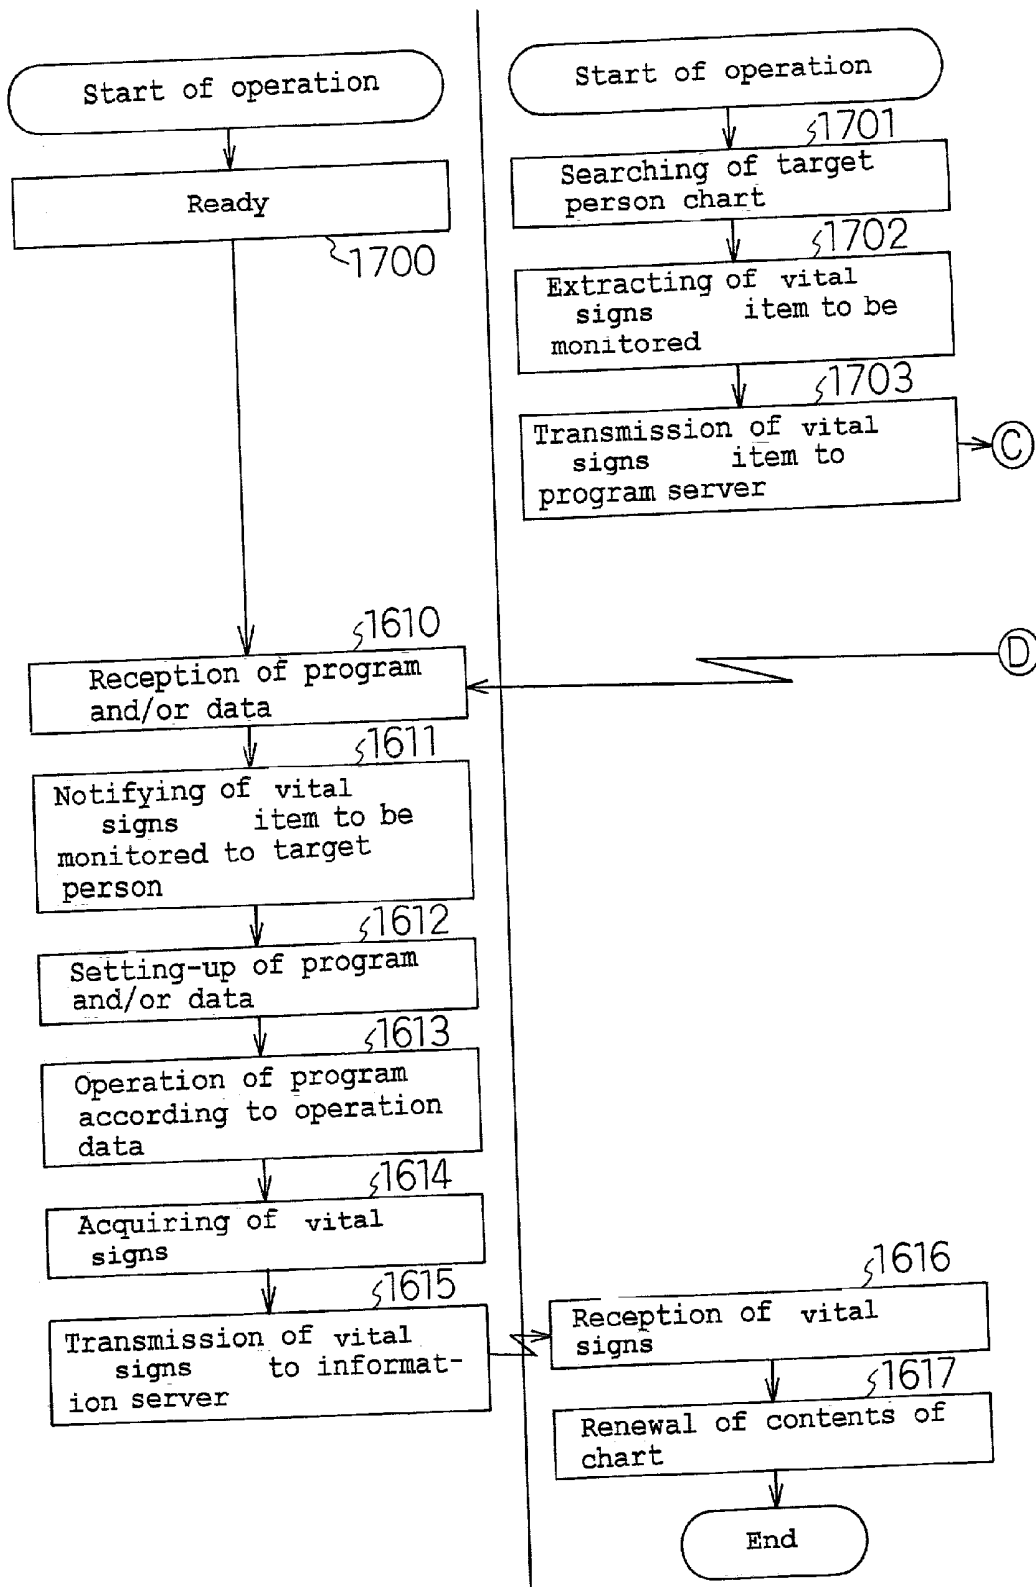 Start of operation
Ready
1700
Start of operation
1701
Searching of target
person chart
1702
Extracting of vital
signs item to be
monitored
1703
Transmission of vital
signs item to
program server
C
D
1610
Reception of program
and/or data
1611
Notifying of vital
signs item to be
monitored to target
person
1612
Setting-up of program
and/or data
1613
Operation of program
according to operation
data
1614
Acquiring of vital
signs
1615
Transmission of vital
signs to informat-
ion server
1616
Reception of vital
signs
1617
Renewal of contents of
chart
End